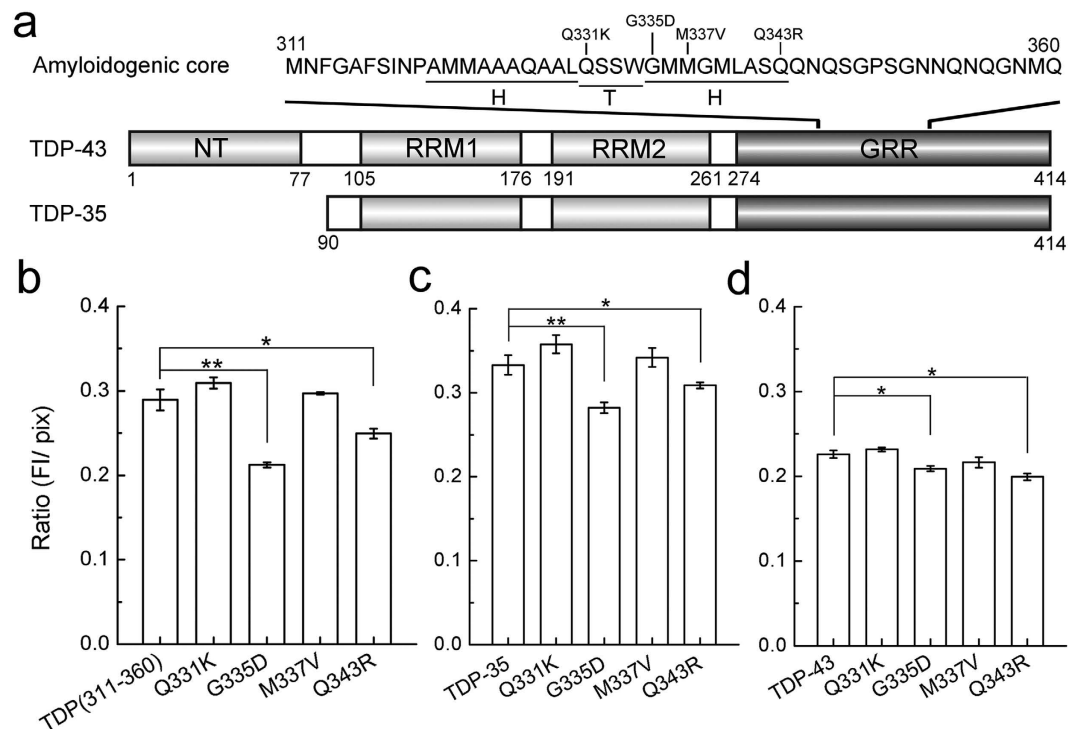 a
G335D
Q331K M337V Q343R
311 360
Amyloidogenic core MNFGAFSINPAMMAAAQAALQSSWGMMGMLASQQNQSGPSGNNQNQGNMQ
H T H
TDP-43 NT RRM1 RRM2 GRR
1 77 105 176 191 261 274 414
TDP-35
90 414
b
Ratio (FI/ pix)
0.4
0.3
0.2
0.1
0.0
*
**
TDP(311-360) Q331K G335D M337V Q343R
c
0.4
0.3
0.2
0.1
0.0
*
**
TDP-35 Q331K G335D M337V Q343R
d
0.4
0.3
0.2
0.1
0.0
*
*
TDP-43 Q331K G335D M337V Q343R